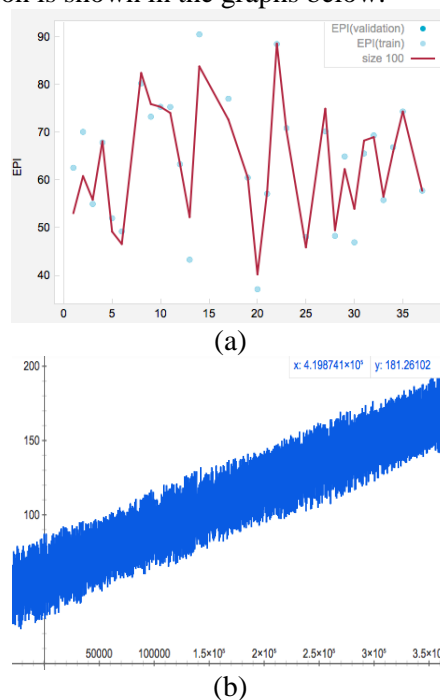 on is shown in the graphs below.
EPI(validation)
EPI(train)
size 100
90
80
70
60
50
40
EPI
0 5 10 15 20 25 30 35
(a)
200
x: 4.198741×10⁵ y: 181.26102
150
100
50000 100000 1.5×10⁵ 2×10⁵ 2.5×10⁵ 3×10⁵ 3.5×10
(b)